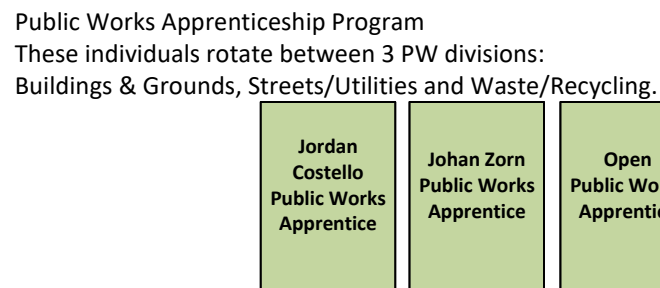 Public Works Apprenticeship Program
These individuals rotate between 3 PW divisions:
Buildings & Grounds, Streets/Utilities and Waste/Recycling.
Jordan
Costello
Public Works
Apprentice
Johan Zorn
Public Works
Apprentice
Open
Public